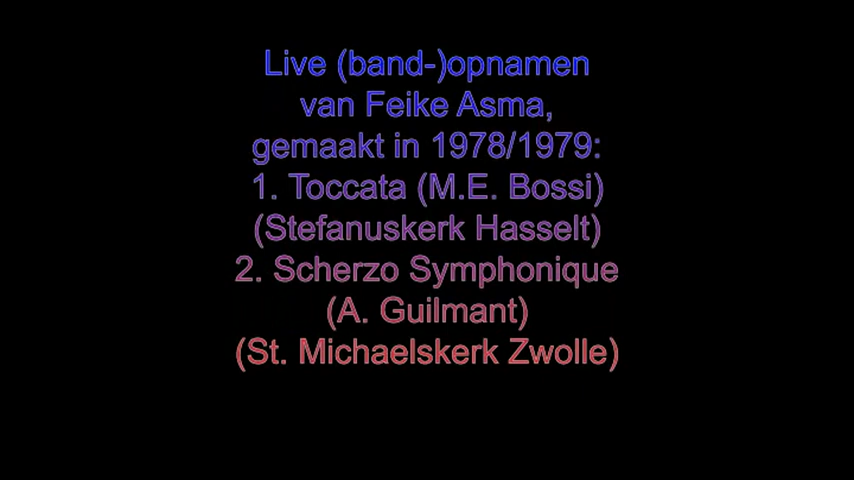 Live (band-)opnamen
van Feike Asma,
gemaakt in 1978/1979:
1. Toccata (M.E. Bossi)
(Stefanuskerk Hasselt)
2. Scherzo Symphonique
(A. Guilmant)
(St. Michaelskerk Zwolle)